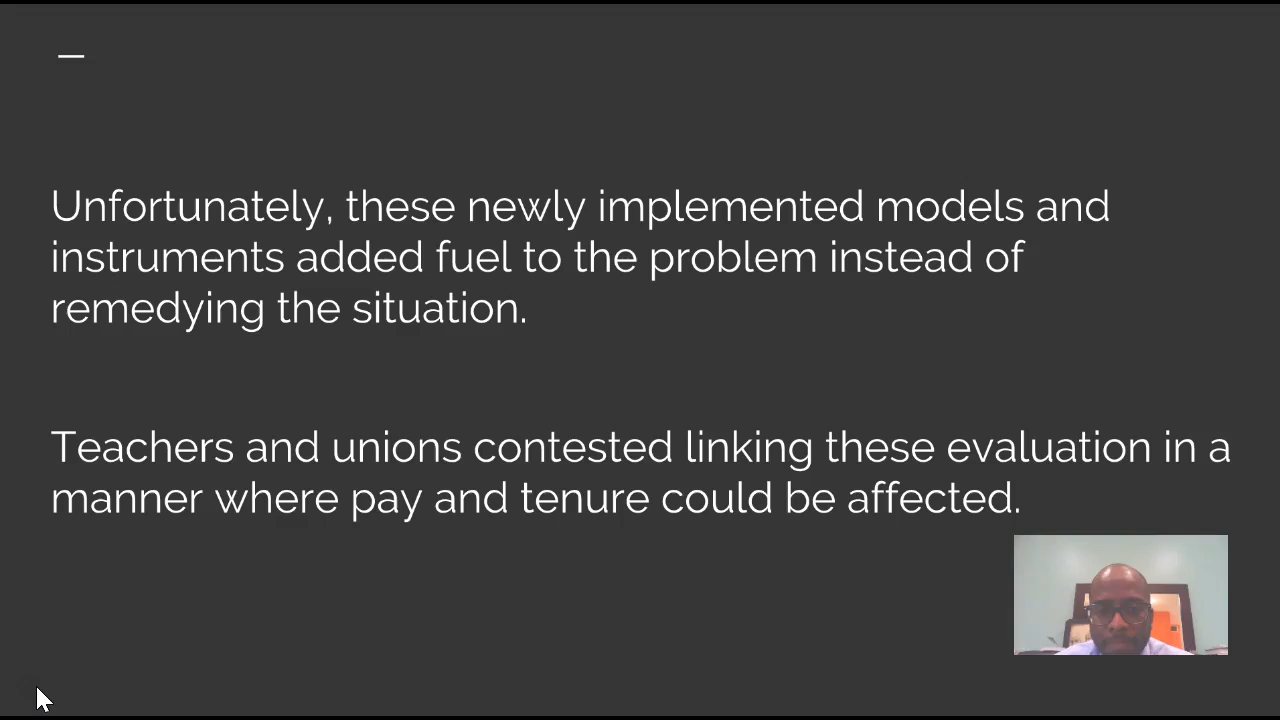 Unfortunately, these newly implemented models and
instruments added fuel to the problem instead of
remedying the situation.
Teachers and unions contested linking these evaluation in a
manner where pay and tenure could be affected.